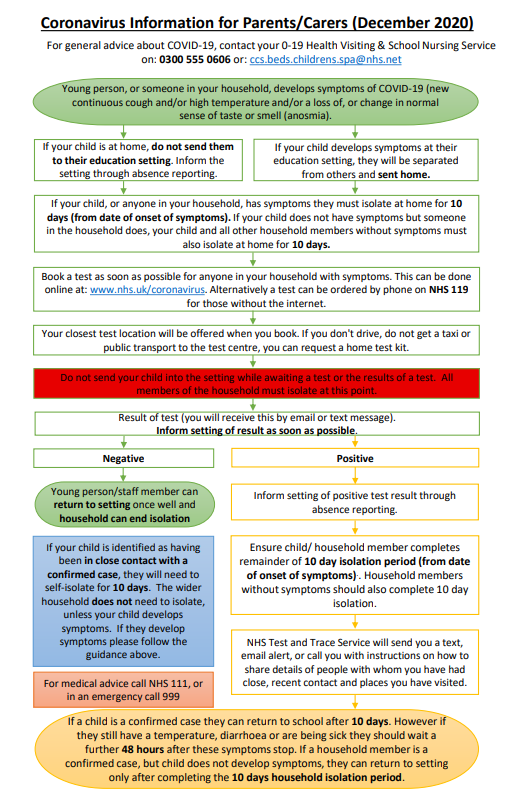 Coronavirus Information for Parents/Carers (December 2020)
For general advice about COVID-19, contact your 0-19 Health Visiting & School Nursing Service
on: 0300 555 0606 or: ccs.beds.childrens.spa@nhs.net
Young person, or someone in your household, develops symptoms of COVID-19 (new
continuous cough and/or high temperature and/or a loss of, or change in normal
sense of taste or smell (anosmia).
If your child is at home, do not send them
to their education setting. Inform the
setting through absence reporting.
If your child develops symptoms at their
education setting, they will be separated
from others and sent home.
If your child, or anyone in your household, has symptoms they must isolate at home for 10
days (from date of onset of symptoms). If your child does not have symptoms but someone
in the household does, your child and all other household members without symptoms must
also isolate at home for 10 days.
Book a test as soon as possible for anyone in your household with symptoms. This can be done
online at: www.nhs.uk/coronavirus. Alternatively a test can be ordered by phone on NHS 119
for those without the internet.
Your closest test location will be offered when you book. If you don't drive, do not get a taxi or
public transport to the test centre, you can request a home test kit.
Do not send your child into the setting while awaiting a test or the results of a test. All
members of the household must isolate at this point.
Result of test (you will receive this by email or text message).
Inform setting of result as soon as possible.
Negative
Young person/staff member can
return to setting once well and
household can end isolation
If your child is identified as having
been in close contact with a
confirmed case, they will need to
self-isolate for 10 days. The wider
household does not need to isolate,
unless your child develops
symptoms. If they develop
symptoms please follow the
guidance above.
For medical advice call NHS 111, or
in an emergency call 999
Positive
Inform setting of positive test result through
absence reporting.
Ensure child/ household member completes
remainder of 10 day isolation period (from date
of onset of symptoms). Household members
without symptoms should also complete 10 day
isolation.
NHS Test and Trace Service will send you a text,
email alert, or call you with instructions on how to
share details of people with whom you have had
close, recent contact and places you have visited.
If a child is a confirmed case they can return to school after 10 days. However if
they still have a temperature, diarrhoea or are being sick they should wait a
further 48 hours after these symptoms stop. If a household member is a
confirmed case, but child does not develop symptoms, they can return to setting
only after completing the 10 days household isolation period.